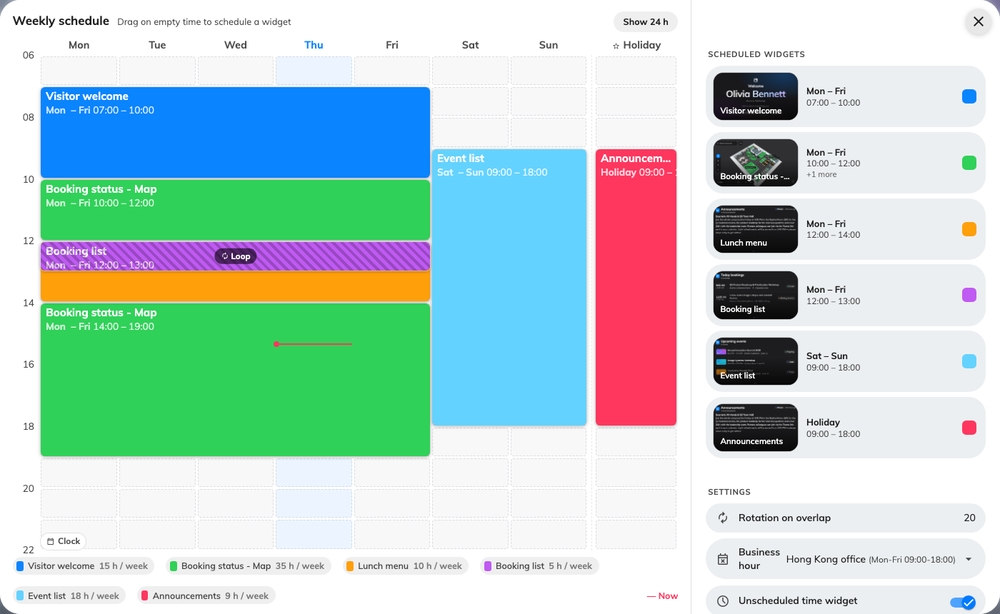 Weekly schedule Drag on empty time to schedule a widget Show 24 h
Mon Tue Wed Thu Fri Sat Sun Holiday
06
08
10
12
14
16
18
20
22
Visitor welcome
Mon – Fri 07:00 – 10:00
Booking status - Map
Mon – Fri 10:00 – 12:00
Booking list
Mon – Fri 12:00 – 13:00
Loop
Booking status - Map
Mon – Fri 14:00 – 19:00
Event list
Sat – Sun 09:00 – 18:00
Announcem...
Holiday 09:00 –
Clock
Visitor welcome 15 h / week
Booking status - Map 35 h / week
Lunch menu 10 h / week
Booking list 5 h / week
Event list 18 h / week
Announcements 9 h / week
— Now
SCHEDULED WIDGETS
Welcome
Olivia Bennett
Visitor welcome
Mon – Fri
07:00 – 10:00
Booking status -...
Mon – Fri
10:00 – 12:00
+1 more
Announcements
Lunch menu
Mon – Fri
12:00 – 14:00
Today bookings
Booking list
Mon – Fri
12:00 – 13:00
Upcoming events
Event list
Sat – Sun
09:00 – 18:00
Announcements
Announcements
Holiday
09:00 – 18:00
SETTINGS
Rotation on overlap 20
Business
hour
Hong Kong office (Mon-Fri 09:00-18:00)
Unscheduled time widget